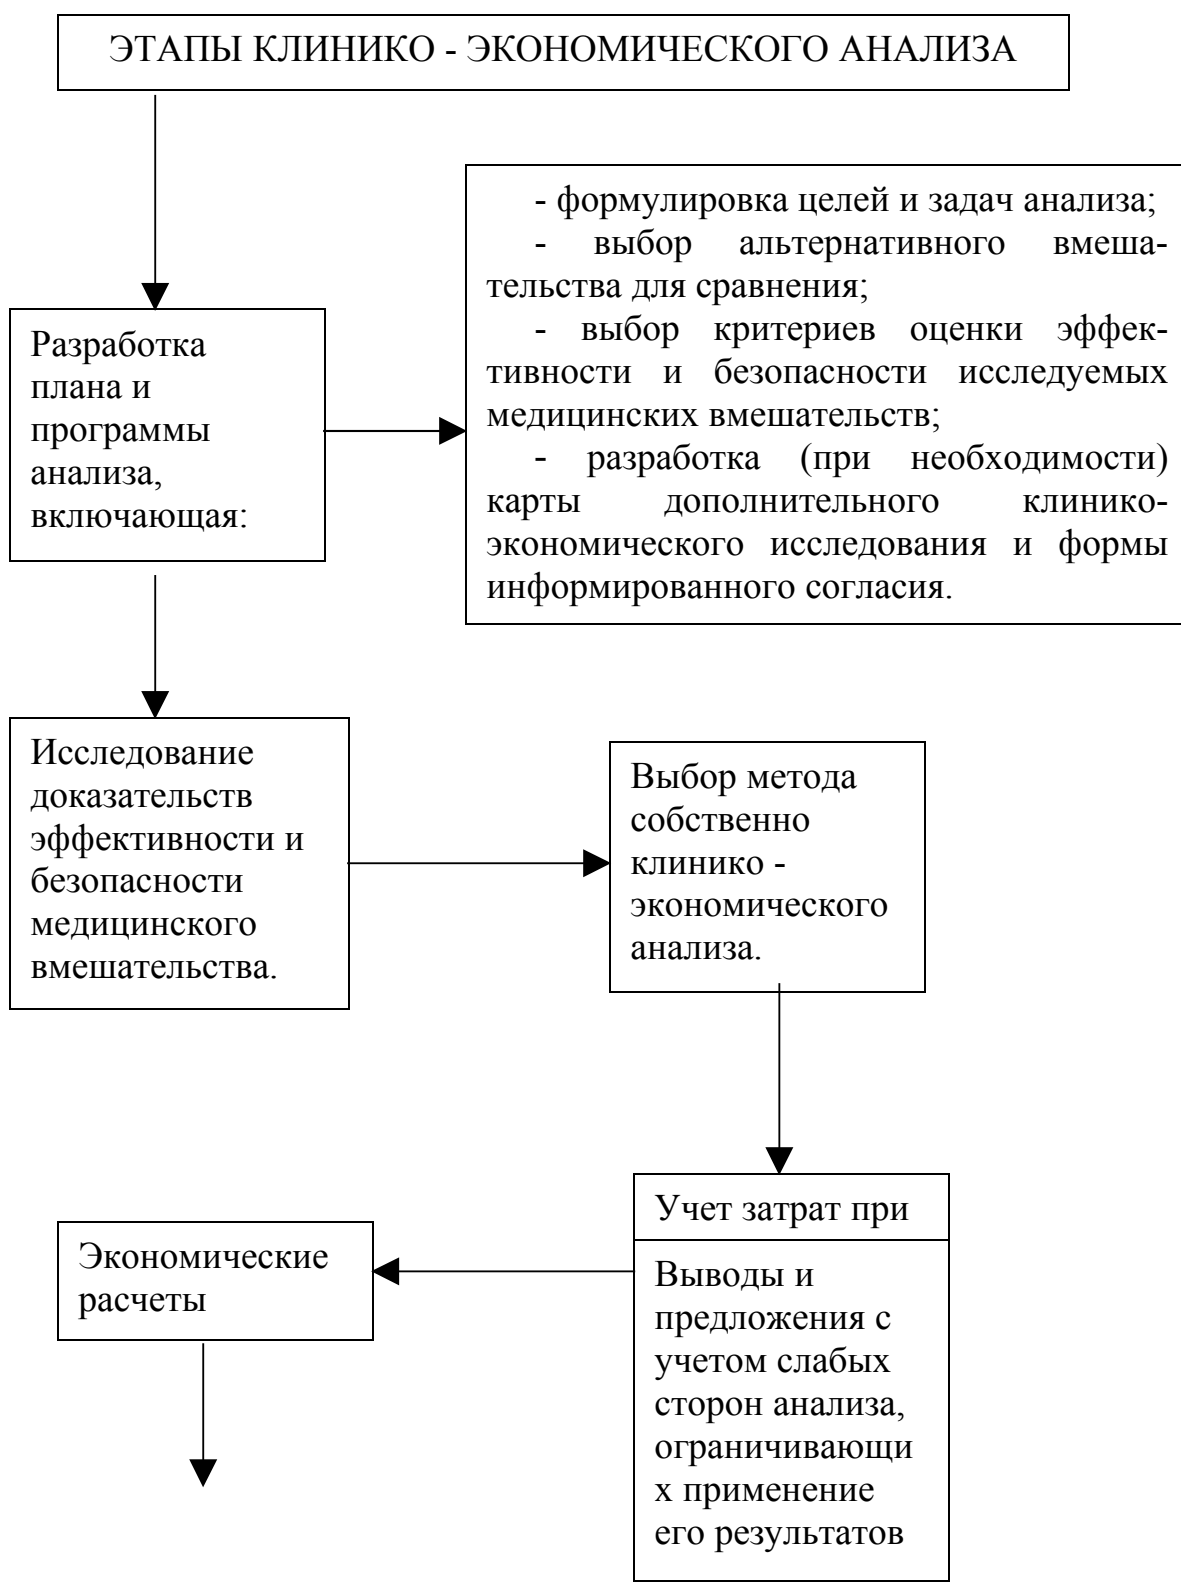 ЭТАПЫ КЛИНИКО - ЭКОНОМИЧЕСКОГО АНАЛИЗА
- формулировка целей и задач анализа;
- выбор альтернативного вмеша-
тельства для сравнения;
- выбор критериев оценки эффек-
тивности и безопасности исследуемых
медицинских вмешательств;
- разработка (при необходимости)
карты дополнительного клинико-
экономического исследования и формы
информированного согласия.
Разработка
плана и
программы
анализа,
включающая:
Исследование
доказательств
эффективности и
безопасности
медицинского
вмешательства.
Выбор метода
собственно
клинико -
экономического
анализа.
Учет затрат при
Экономические
расчеты
Выводы и
предложения с
учетом слабых
сторон анализа,
ограничивающи
х применение
его результатов